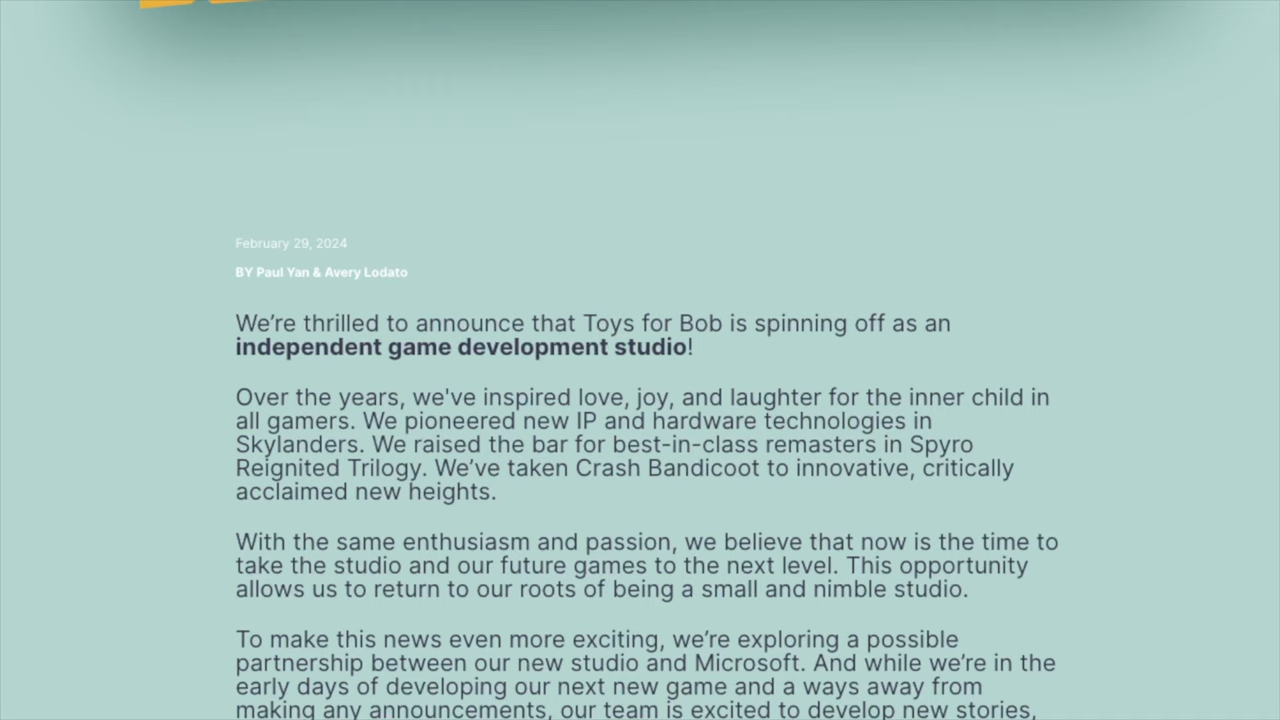 February 29, 2024
BY Paul Yan & Avery Lodato
We’re thrilled to announce that Toys for Bob is spinning off as an
independent game development studio!
Over the years, we've inspired love, joy, and laughter for the inner child in
all gamers. We pioneered new IP and hardware technologies in
Skylanders. We raised the bar for best-in-class remasters in Spyro
Reignited Trilogy. We’ve taken Crash Bandicoot to innovative, critically
acclaimed new heights.
With the same enthusiasm and passion, we believe that now is the time to
take the studio and our future games to the next level. This opportunity
allows us to return to our roots of being a small and nimble studio.
To make this news even more exciting, we’re exploring a possible
partnership between our new studio and Microsoft. And while we’re in the
early days of developing our next new game and a ways away from
making any announcements, our team is excited to develop new stories,